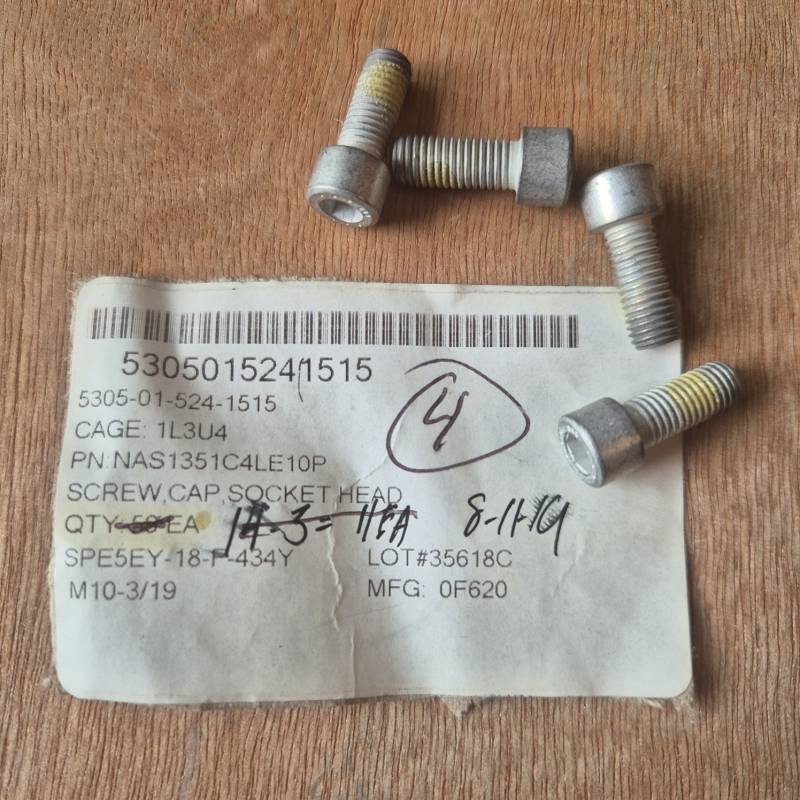 5305015241515
5305-01-524-1515
4
CAGE: 1L3U4
PN:NAS1351C4LE10P
SCREW,CAP,SOCKET HEAD
QTY: 50 EA 14-3= 11EA 8-11-19
SPE5EY-18-P-434Y LOT#35618C
M10-3/19 MFG: 0F620